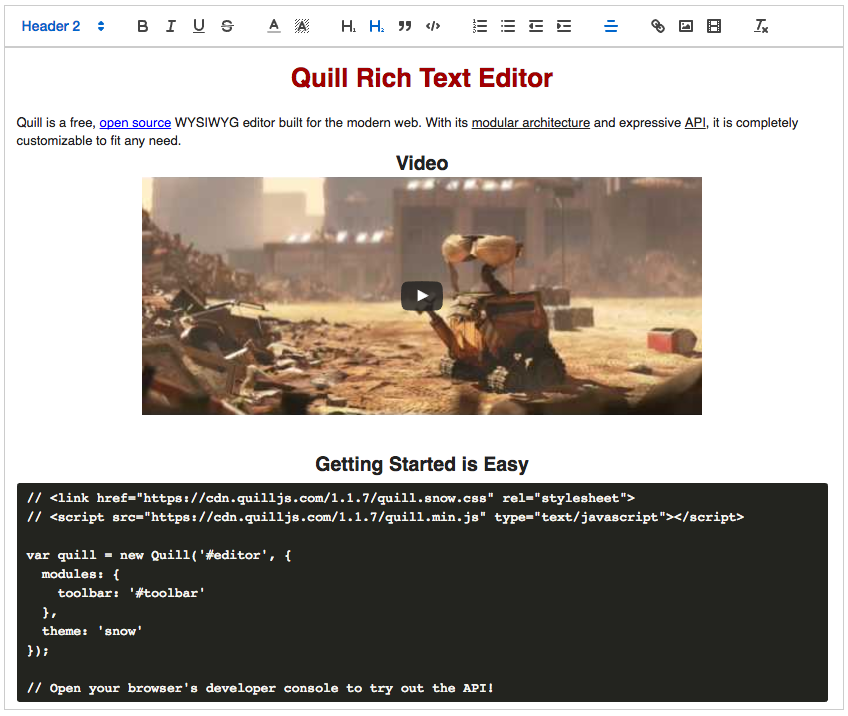 Header 2
B I U S A A H1 H2 ” </> Tx
Quill Rich Text Editor
Quill is a free, open source WYSIWYG editor built for the modern web. With its modular architecture and expressive API, it is completely
customizable to fit any need.
Video
Getting Started is Easy
// <link href="https://cdn.quilljs.com/1.1.7/quill.snow.css" rel="stylesheet">
// <script src="https://cdn.quilljs.com/1.1.7/quill.min.js" type="text/javascript"></script>
var quill = new Quill('#editor', {
  modules: {
    toolbar: '#toolbar'
  },
  theme: 'snow'
});
// Open your browser's developer console to try out the API!